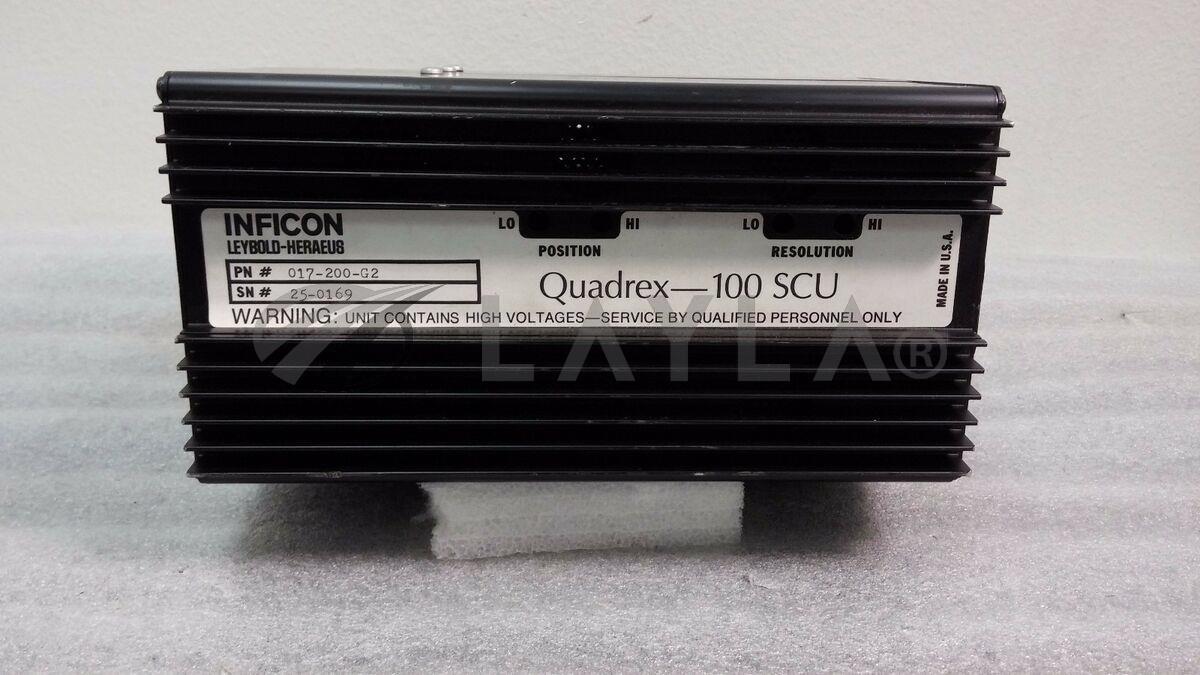 INFICON
LEYBOLD-HERAEUS
PN # 017-200-G2
SN # 25-0169
LO HI
POSITION
LO HI
RESOLUTION
Quadrex—100 SCU
MADE IN U.S.A.
WARNING: UNIT CONTAINS HIGH VOLTAGES—SERVICE BY QUALIFIED PERSONNEL ONLY
LAYLA®